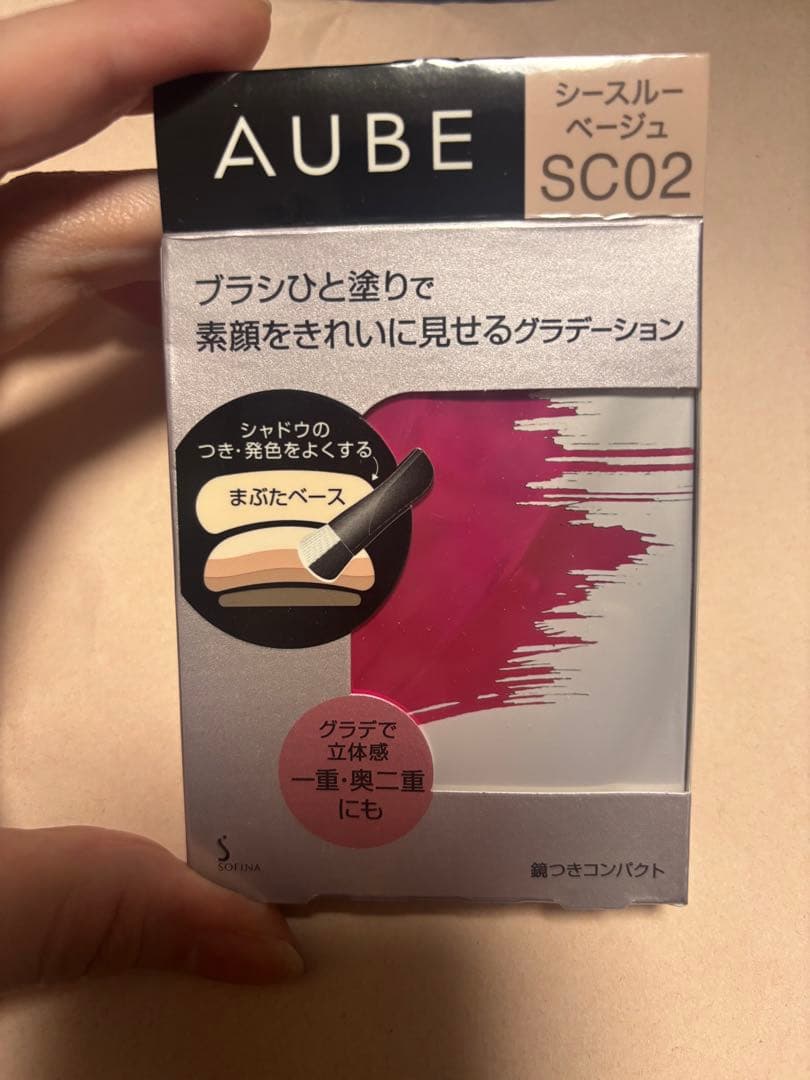 AUBE
シースルー
ベージュ
SC02
ブラシひと塗りで
素顔をきれいに見せるグラデーション
シャドウの
つき・発色をよくする
まぶたベース
グラデで
立体感
一重・奥二重
にも
SOFINA
鏡つきコンパクト